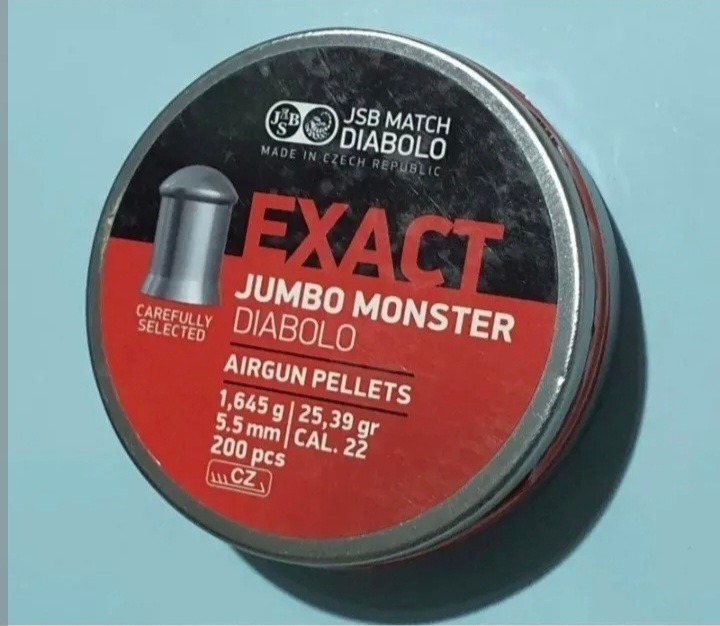 JSB
JSB MATCH
DIABOLO
MADE IN CZECH REPUBLIC
EXACT
JUMBO MONSTER
DIABOLO
CAREFULLY
SELECTED
AIRGUN PELLETS
1,645 g | 25,39 gr
5.5 mm | CAL. 22
200 pcs
CZ